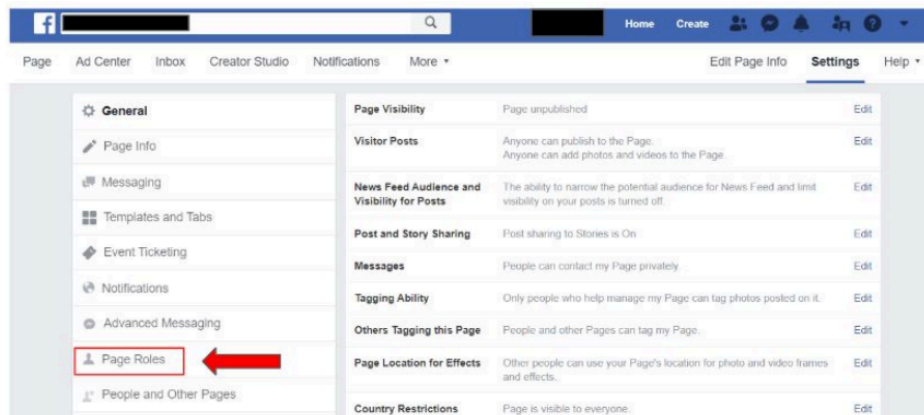 f
Home Create
Page Ad Center Inbox Creator Studio Notifications More Edit Page Info Settings Help
General
Page Info
Messaging
Templates and Tabs
Event Ticketing
Notifications
Advanced Messaging
Page Roles
People and Other Pages
Page Visibility Page unpublished Edit
Visitor Posts Anyone can publish to the Page. Edit
Anyone can add photos and videos to the Page.
News Feed Audience and The ability to narrow the potential audience for News Feed and limit Edit
Visibility for Posts visibility on your posts is turned off.
Post and Story Sharing Post sharing to Stories is On Edit
Messages People can contact my Page privately. Edit
Tagging Ability Only people who help manage my Page can tag photos posted on it. Edit
Others Tagging this Page People and other Pages can tag my Page. Edit
Page Location for Effects Other people can use your Page's location for photo and video frames Edit
and effects.
Country Restrictions Page is visible to everyone. Edit